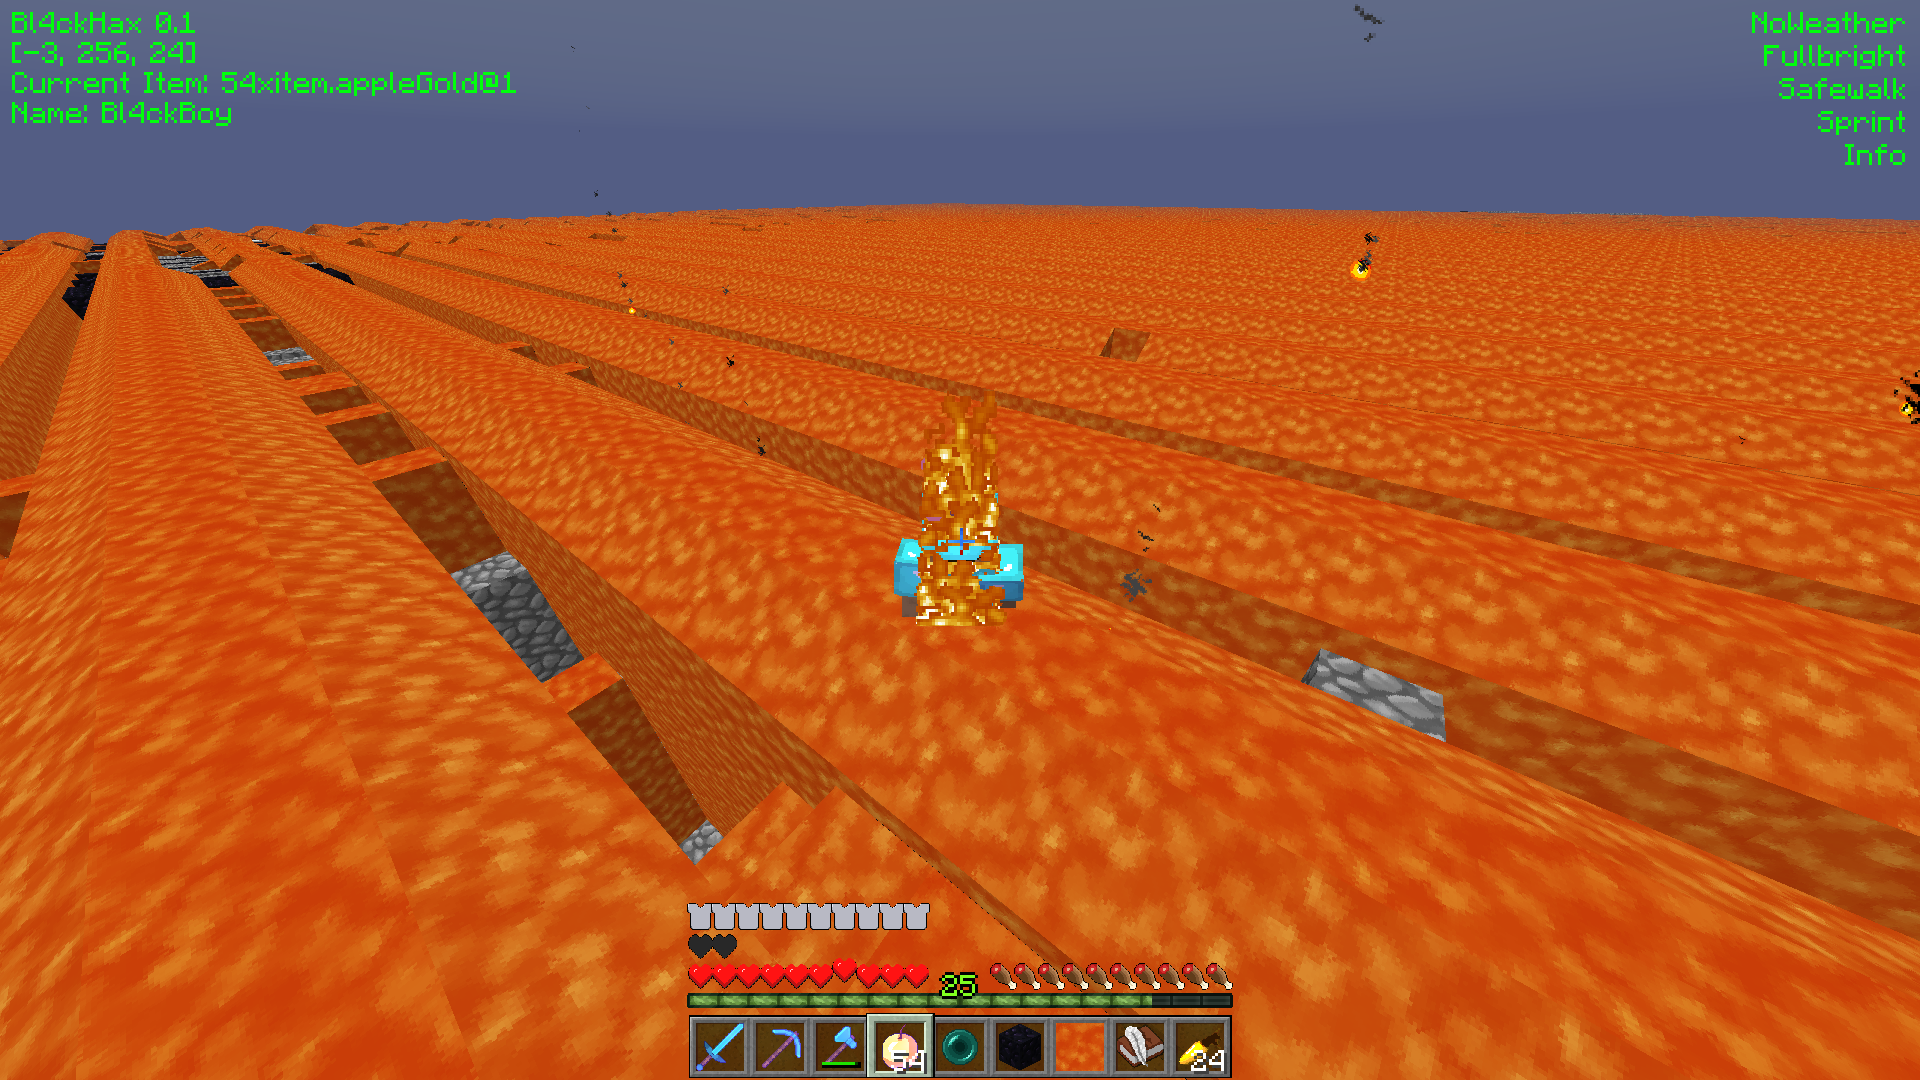 Bl4ckHax 0.1
[-3, 256, 24]
Current Item: 54xitem.appleGold@1
Name: Bl4ckBoy
NoWeather
Fullbright
Safewalk
Sprint
Info
25
54
24